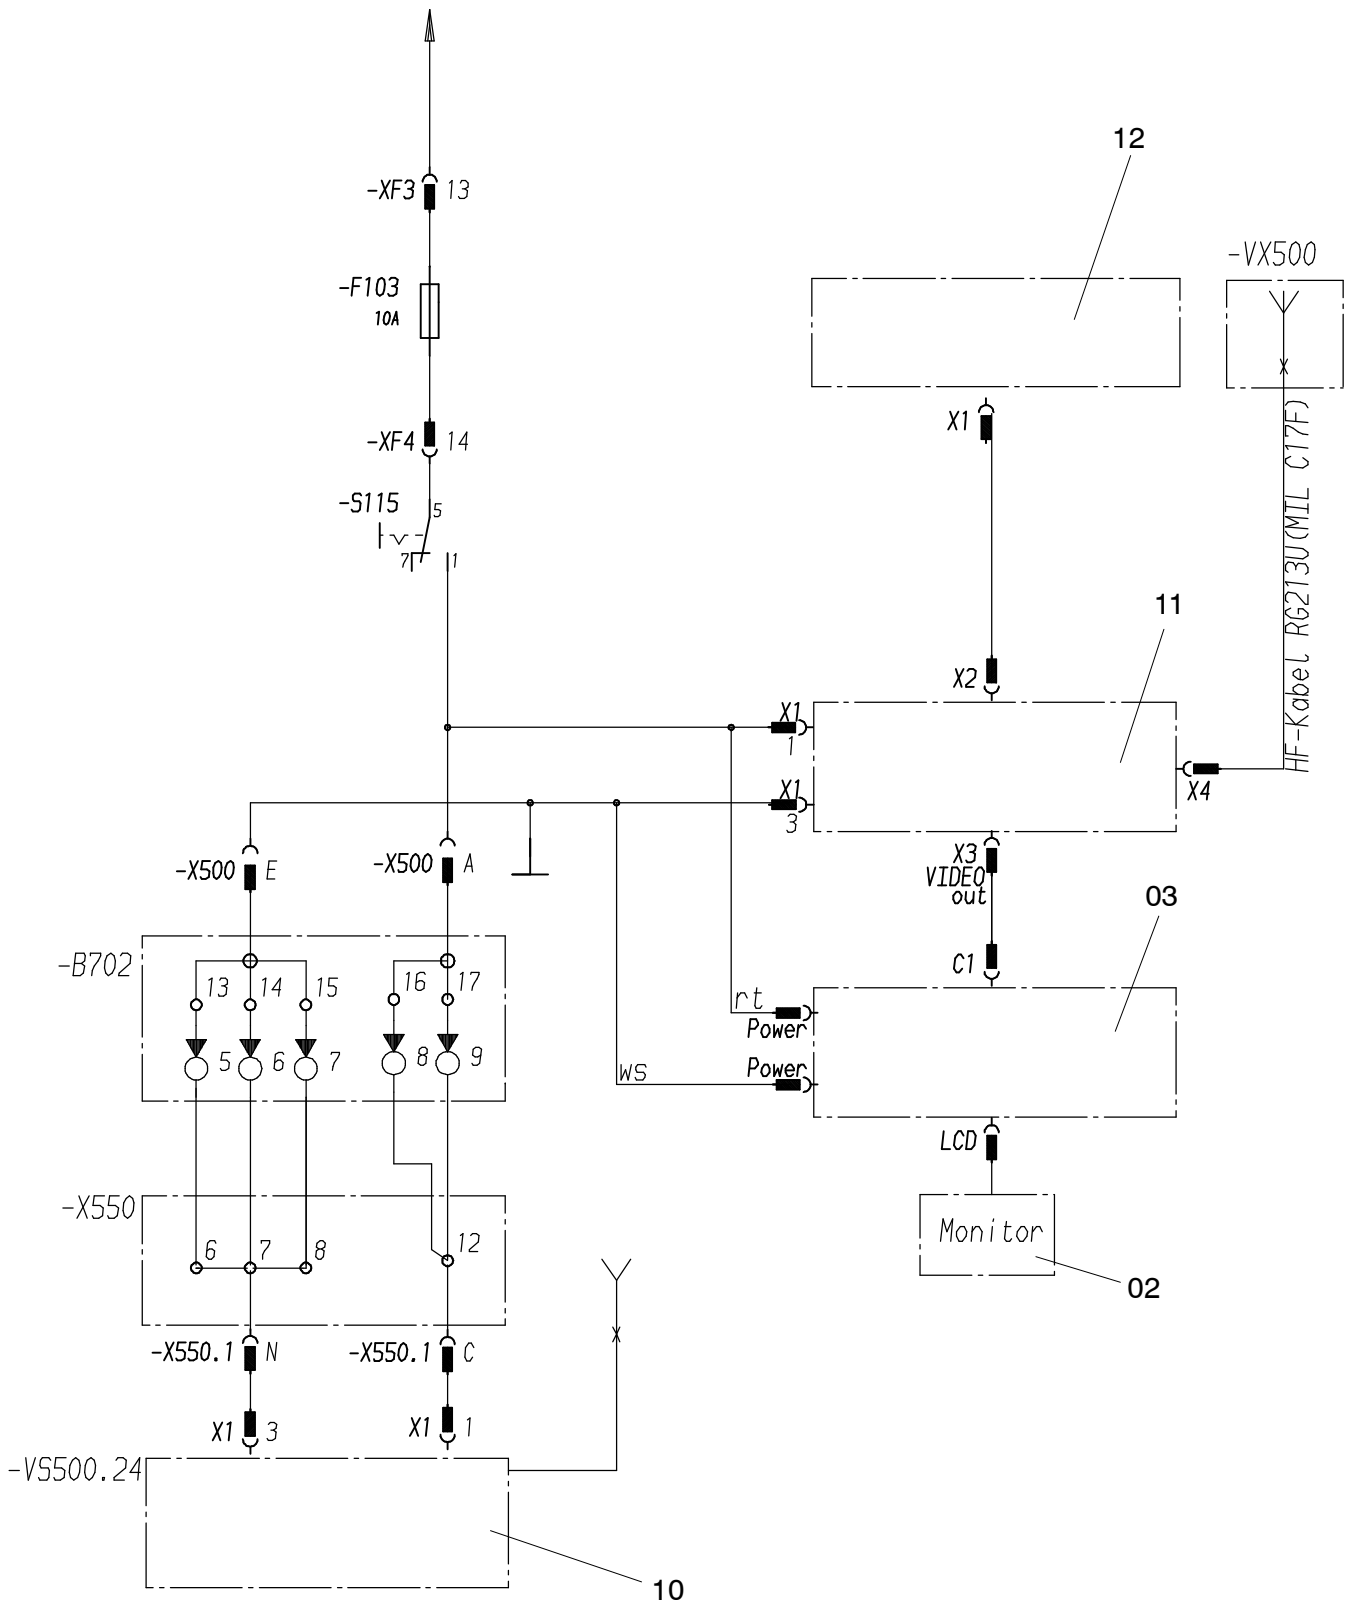 12
-XF3 13
-VX500
-F103
10A
X1
-XF4 14
-S115 5
7 1
HF-Kabel RG213U(MIL C17F)
11
X2
X1
1
X1
3
X4
-X500 E
-X500 A
X3
VIDEO
out
03
-B702
C1
13 14 15 16 17
rt
Power
5 6 7 8 9
Power
ws
LCD
-X550
Monitor
6 7 8 12
02
-X550.1 N
-X550.1 C
X1 3
X1 1
-VS500.24
10